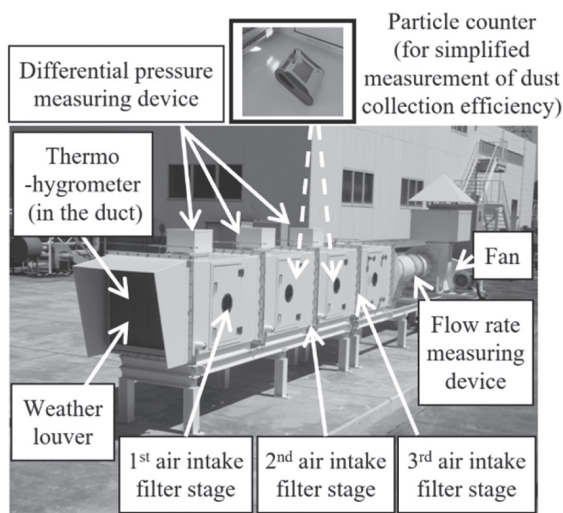 Particle counter
(for simplified
measurement of dust
collection efficiency)
Differential pressure
measuring device
Thermo
-hygrometer
(in the duct)
Fan
Flow rate
measuring
device
Weather
louver
1st air intake
filter stage
2nd air intake
filter stage
3rd air intake
filter stage